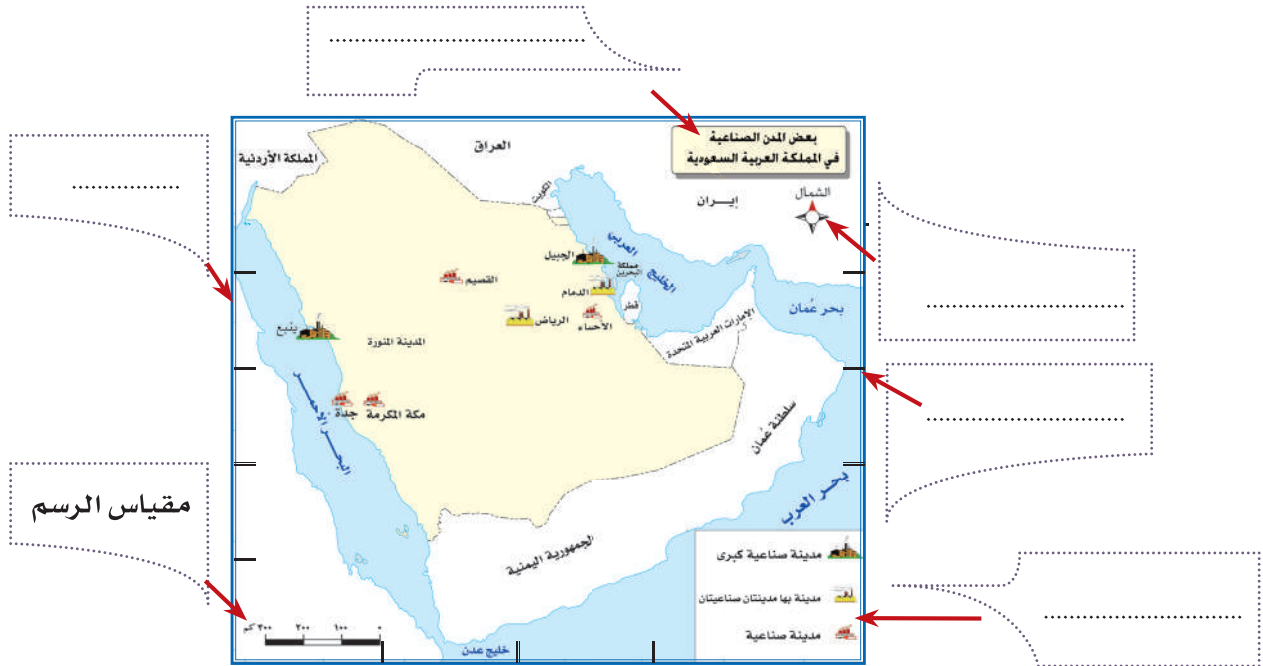 بعض المدن الصناعية
في المملكة العربية السعودية
الشمال
المملكة الأردنية
العراق
الكويت
إيـــران
الخليج العربي
الجبيل
القصيم
مملكة
البحرين
الدمام
قطر
الرياض
الأحساء
بحر عُمان
الإمارات العربية المتحدة
ينبع
المدينة المنورة
جدة
مكة المكرمة
البحـــر الأحمـــر
سلطنة عُمان
بحـر العرب
الجمهورية اليمنية
خليج عدن
مقياس الرسم
٣٠٠ كم
٢٠٠
١٠٠
٠
مدينة صناعية كبرى
مدينة بها مدينتان صناعيتان
مدينة صناعية